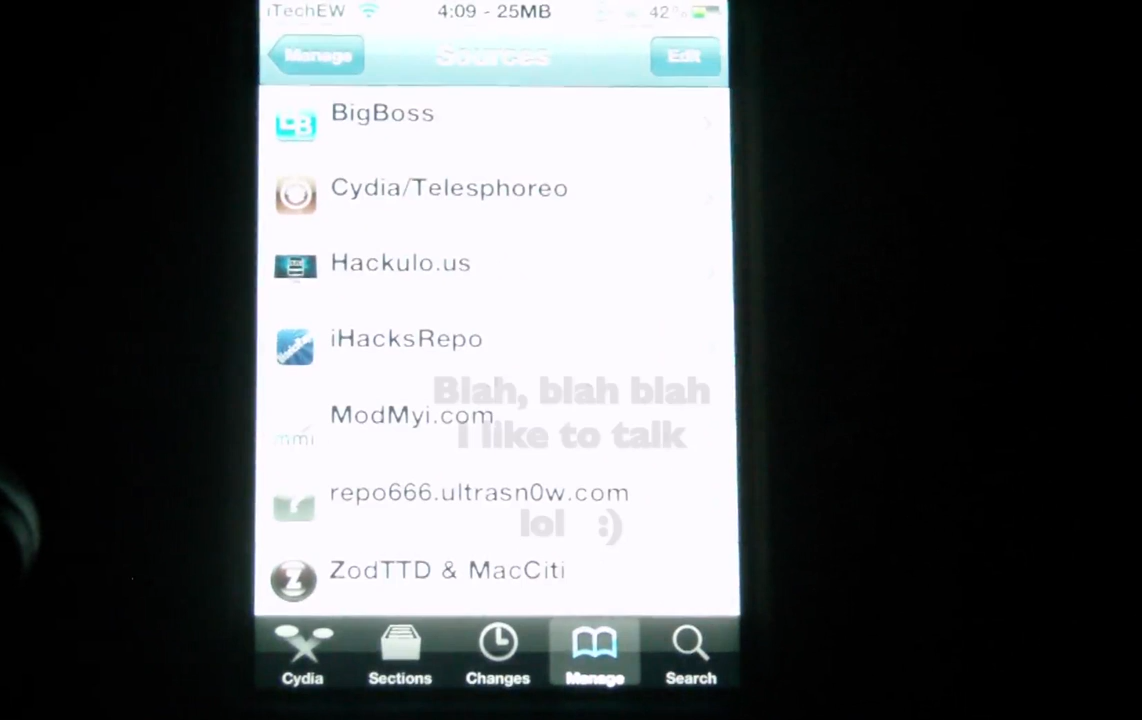 iTechEW 4:09 - 25MB 42%
Manage Sources Edit
BigBoss
Cydia/Telesphoreo
Hackulo.us
iHacksRepo
Blah, blah blah
ModMyi.com
mmi
I like to talk
repo666.ultrasn0w.com
lol :)
ZodTTD & MacCiti
Z
Cydia Sections Changes Manage Search